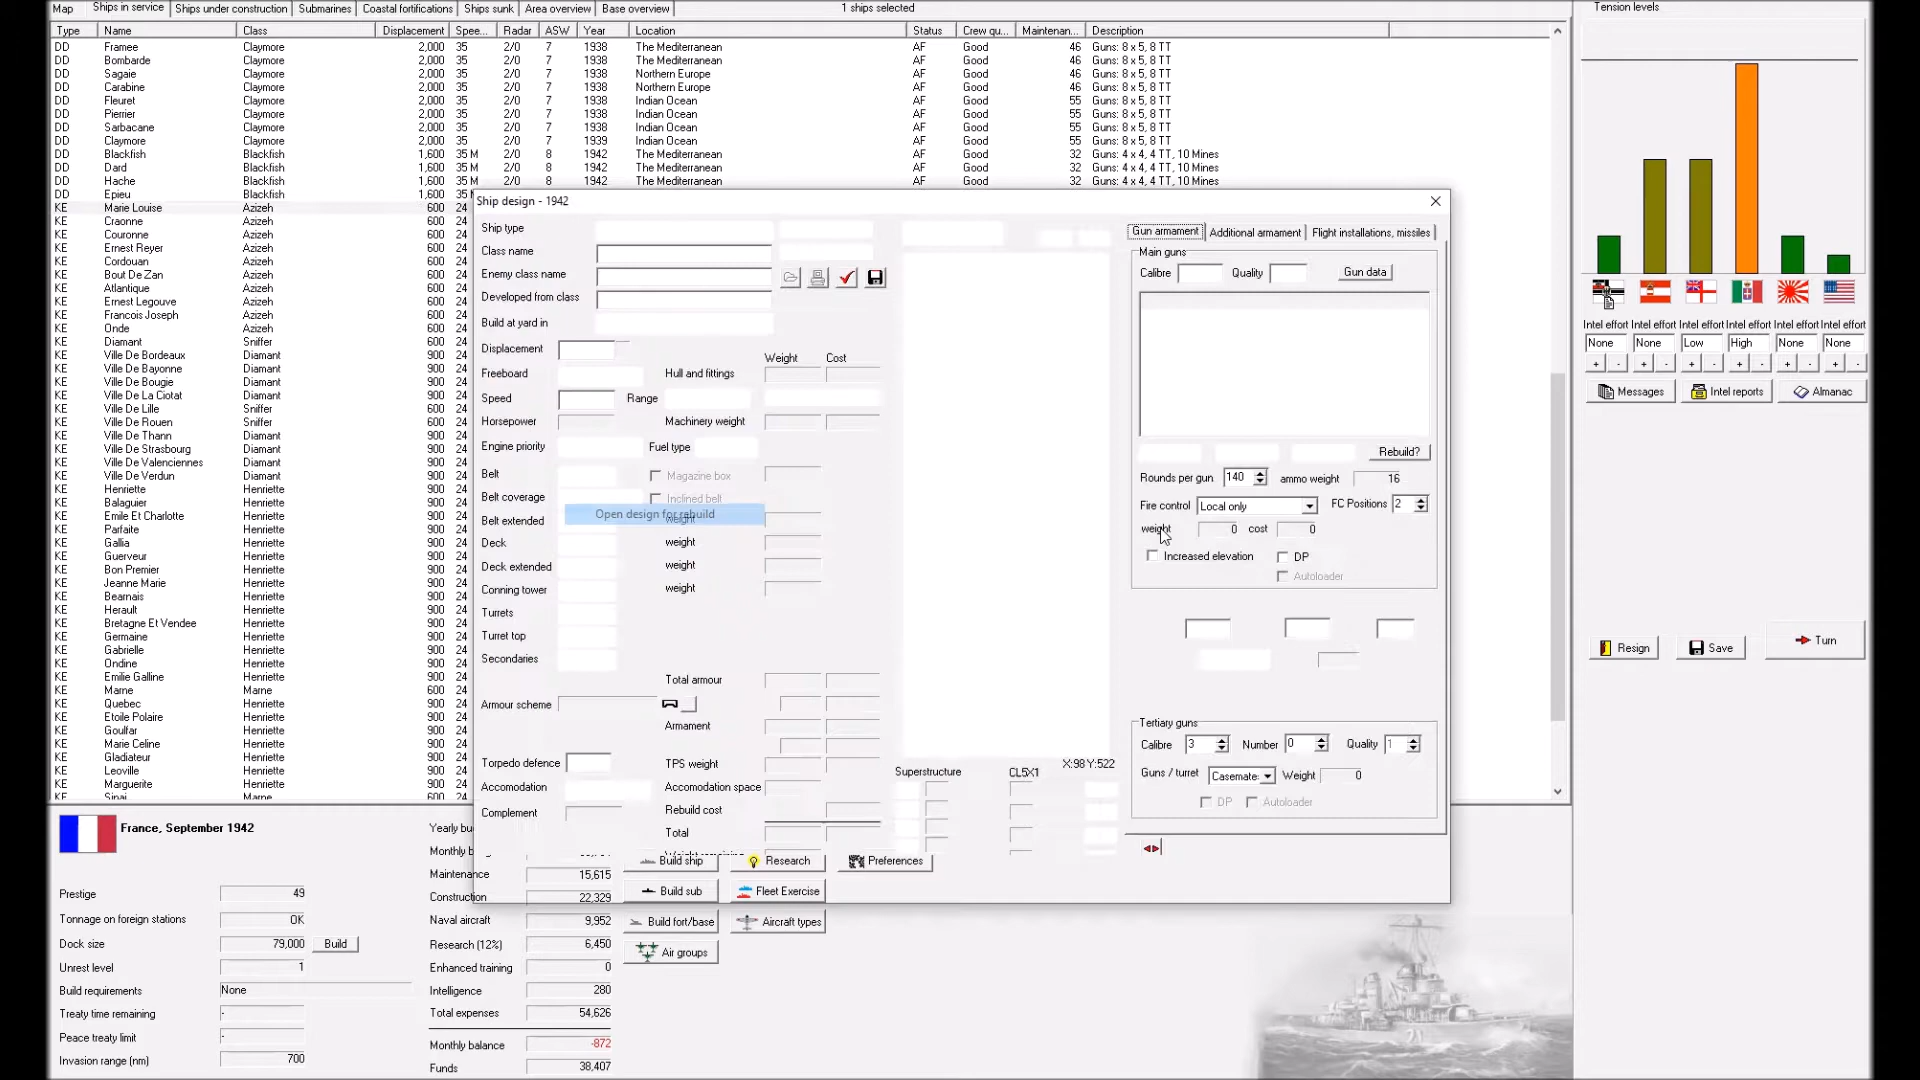 Map Ships in service Ships under construction Submarines Coastal fortifications Ships sunk Area overview Base overview 1 ships selected Tension levels
Type Name Class Displacement Spee... Radar ASW Year Location Status Crew qu... Maintenan... Description
DD Framee Claymore 2,000 35 2/0 7 1938 The Mediterranean AF Good 46 Guns: 8 x 5, 8 TT
DD Bombarde Claymore 2,000 35 2/0 7 1938 The Mediterranean AF Good 46 Guns: 8 x 5, 8 TT
DD Sagaie Claymore 2,000 35 2/0 7 1938 Northern Europe AF Good 46 Guns: 8 x 5, 8 TT
DD Carabine Claymore 2,000 35 2/0 7 1938 Northern Europe AF Good 46 Guns: 8 x 5, 8 TT
DD Fleuret Claymore 2,000 35 2/0 7 1938 Indian Ocean AF Good 55 Guns: 8 x 5, 8 TT
DD Pierrier Claymore 2,000 35 2/0 7 1938 Indian Ocean AF Good 55 Guns: 8 x 5, 8 TT
DD Sarbacane Claymore 2,000 35 2/0 7 1938 Indian Ocean AF Good 55 Guns: 8 x 5, 8 TT
DD Claymore Claymore 2,000 35 2/0 7 1939 Indian Ocean AF Good 55 Guns: 8 x 5, 8 TT
DD Blackfish Blackfish 1,600 35 M 2/0 8 1942 The Mediterranean AF Good 32 Guns: 4 x 4, 4 TT, 10 Mines
DD Dard Blackfish 1,600 35 M 2/0 8 1942 The Mediterranean AF Good 32 Guns: 4 x 4, 4 TT, 10 Mines
DD Hache Blackfish 1,600 35 M 2/0 8 1942 The Mediterranean AF Good 32 Guns: 4 x 4, 4 TT, 10 Mines
DD Epieu Blackfish 1,600 35
KE Marie Louise Azizeh 600 24
KE Craonne Azizeh 600 24
KE Couronne Azizeh 600 24
KE Ernest Reyer Azizeh 600 24
KE Cordouan Azizeh 600 24
KE Bout De Zan Azizeh 600 24
KE Atlantique Azizeh 600 24
KE Ernest Legouve Azizeh 600 24
KE Francois Joseph Azizeh 600 24
KE Onde Azizeh 600 24
KE Diamant Sniffer 600 24
KE Ville De Bordeaux Diamant 900 24
KE Ville De Bayonne Diamant 900 24
KE Ville De Bougie Diamant 900 24
KE Ville De La Ciotat Diamant 900 24
KE Ville De Lille Sniffer 600 24
KE Ville De Rouen Sniffer 600 24
KE Ville De Thann Diamant 900 24
KE Ville De Strasbourg Diamant 900 24
KE Ville De Valenciennes Diamant 900 24
KE Ville De Verdun Diamant 900 24
KE Henriette Henriette 900 24
KE Balaguier Henriette 900 24
KE Emile Et Charlotte Henriette 900 24
KE Parfaite Henriette 900 24
KE Gallia Henriette 900 24
KE Guerveur Henriette 900 24
KE Bon Premier Henriette 900 24
KE Jeanne Marie Henriette 900 24
KE Bearnais Henriette 900 24
KE Herault Henriette 900 24
KE Bretagne Et Vendee Henriette 900 24
KE Germaine Henriette 900 24
KE Gabrielle Henriette 900 24
KE Ondine Henriette 900 24
KE Emilie Galline Henriette 900 24
KE Marne Marne 600 24
KE Quebec Henriette 900 24
KE Etoile Polaire Henriette 900 24
KE Goulfar Henriette 900 24
KE Marie Celine Henriette 900 24
KE Gladiateur Henriette 900 24
KE Leoville Henriette 900 24
KE Marguerite Henriette 900 24
KE Sinai Marne 600 24
Ship design - 1942
Ship type
Class name
Enemy class name
Developed from class
Build at yard in
Displacement Weight Cost
Freeboard Hull and fittings
Speed Range
Horsepower Machinery weight
Engine priority Fuel type
Belt Magazine box
Belt coverage Inclined belt
Open design for rebuild
Belt extended weight
Deck weight
Deck extended weight
Conning tower weight
Turrets
Turret top
Secondaries
Total armour
Armour scheme
Armament
Torpedo defence TPS weight
Accomodation Accomodation space
Complement Rebuild cost
Total
Weight remaining
Superstructure CL5X1 X:98 Y:522
Gun armament Additional armament Flight installations, missiles
Main guns
Calibre Quality Gun data
Rebuild?
Rounds per gun 140 ammo weight 16
Fire control Local only FC Positions 2
weight 0 cost 0
Increased elevation DP
Autoloader
Tertiary guns
Calibre 3 Number 0 Quality 1
Guns / turret Casemate Weight 0
DP Autoloader
Intel effort Intel effort Intel effort Intel effort Intel effort Intel effort
None None Low High None None
+ - + - + - + - + - + -
Messages Intel reports Almanac
Resign Save Turn
France, September 1942
Prestige 49
Tonnage on foreign stations OK
Dock size 79,000 Build
Unrest level 1
Build requirements None
Treaty time remaining -
Peace treaty limit -
Invasion range (nm) 700
Yearly bu
Monthly b
Maintenance 15,615
Construction 22,329
Naval aircraft 9,952
Research (12%) 6,450
Enhanced training 0
Intelligence 280
Total expenses 54,626
Monthly balance -872
Funds 38,407
Build ship Research Preferences
Build sub Fleet Exercise
Build fort/base Aircraft types
Air groups